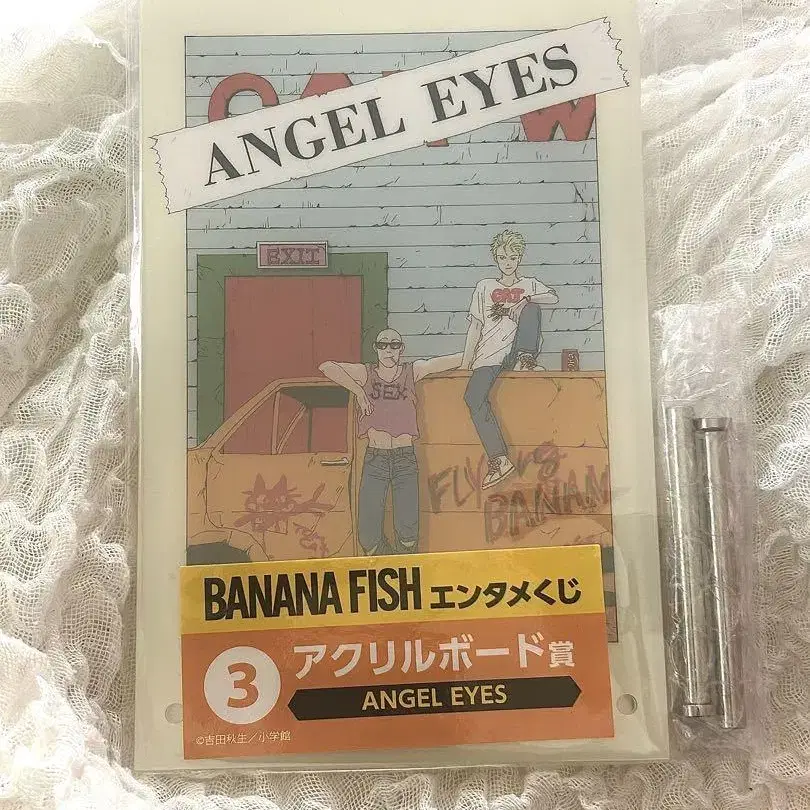 ANGEL EYES
EXIT
CAT
SEX
BANAN
BANANA FISH エンタメくじ
3 アクリルボード賞
ANGEL EYES
©吉田秋生/小学館